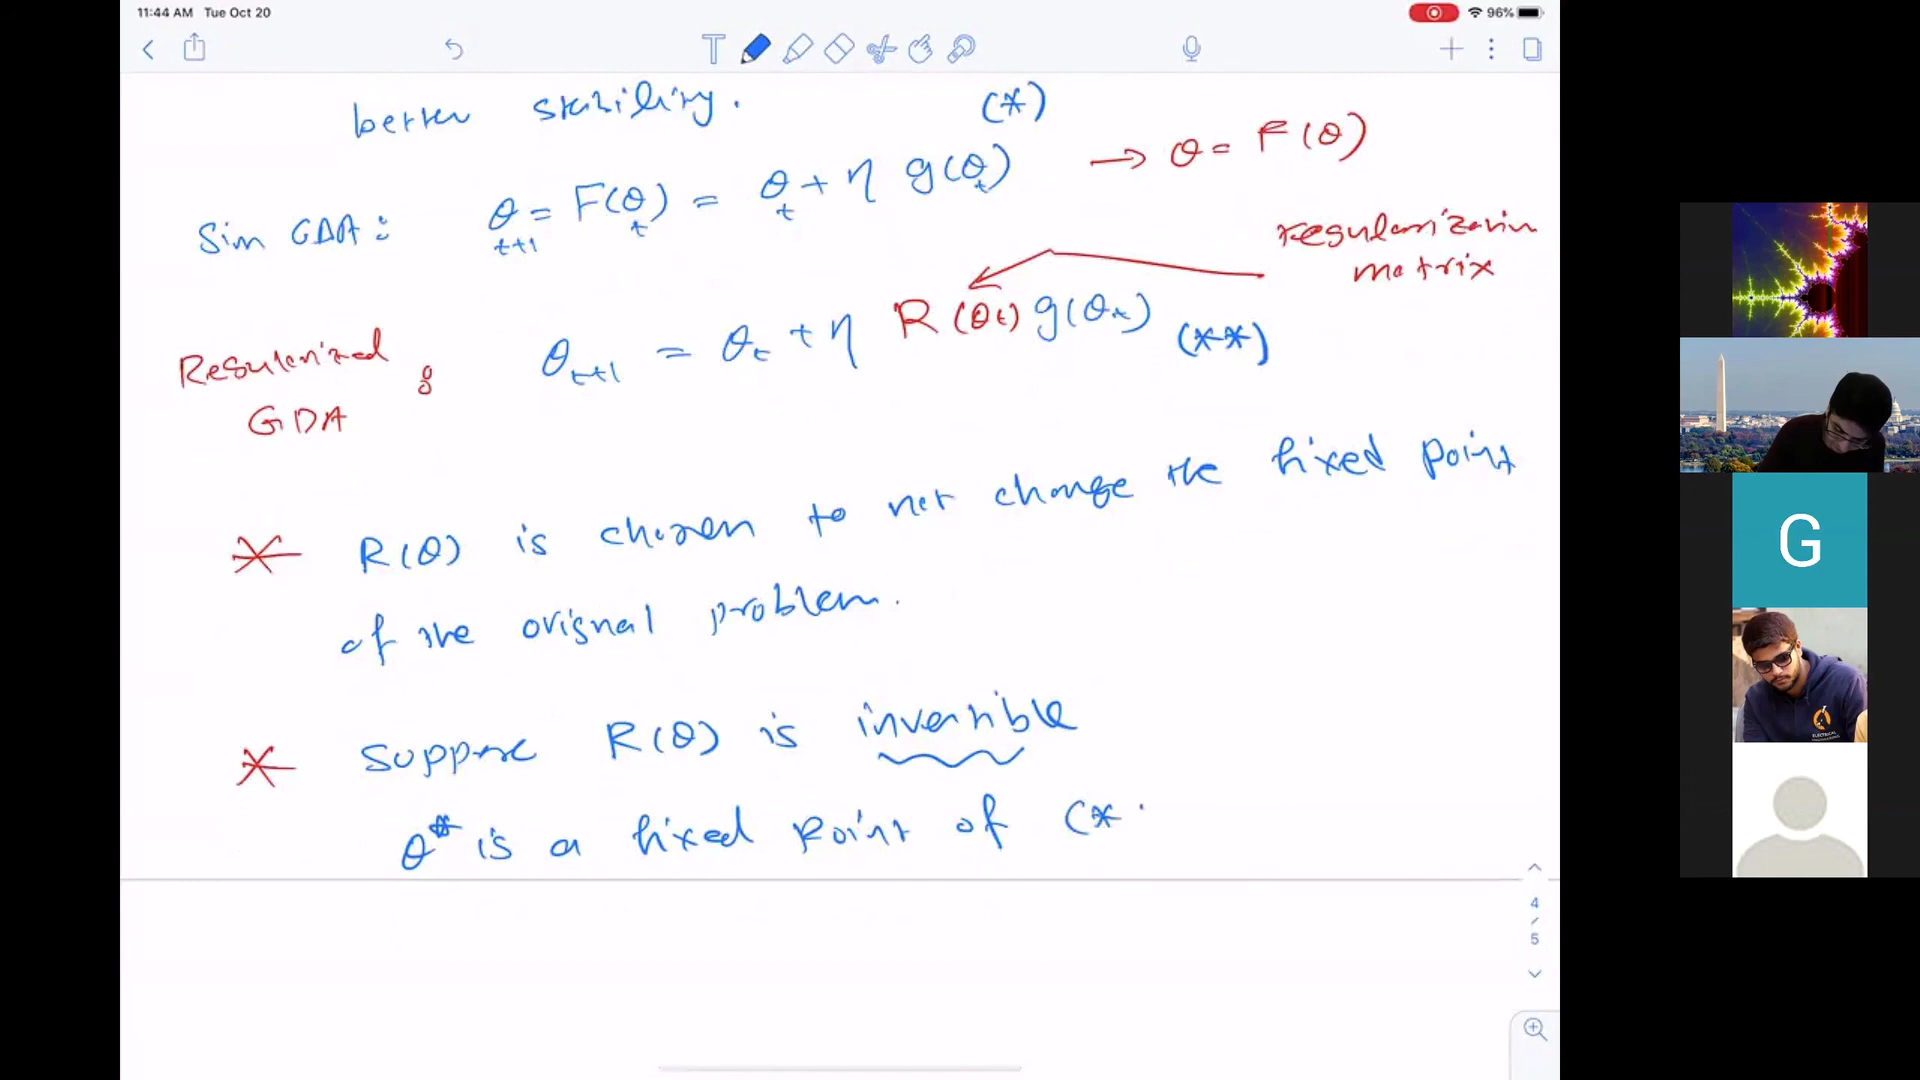 11:44 AM Tue Oct 20
96%
better stability. (*)
Sim GDA: θt+1 = F(θt) = θt + η g(θt) → θ = F(θ)
regularization
matrix
Regularized
GDA : θt+1 = θt + η R(θt) g(θt) (**)
* R(θ) is chosen to not change the fixed point
of the original problem.
* Suppose R(θ) is invertible
θ* is a fixed point of (*
4
/
5
G